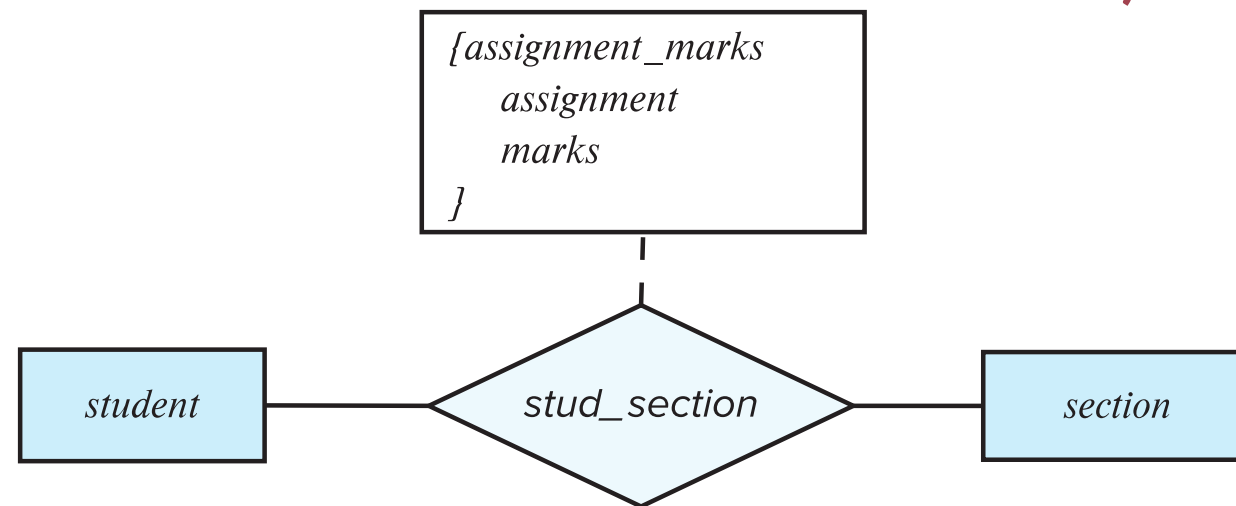 {assignment_marks
assignment
marks
}
student
stud_section
section